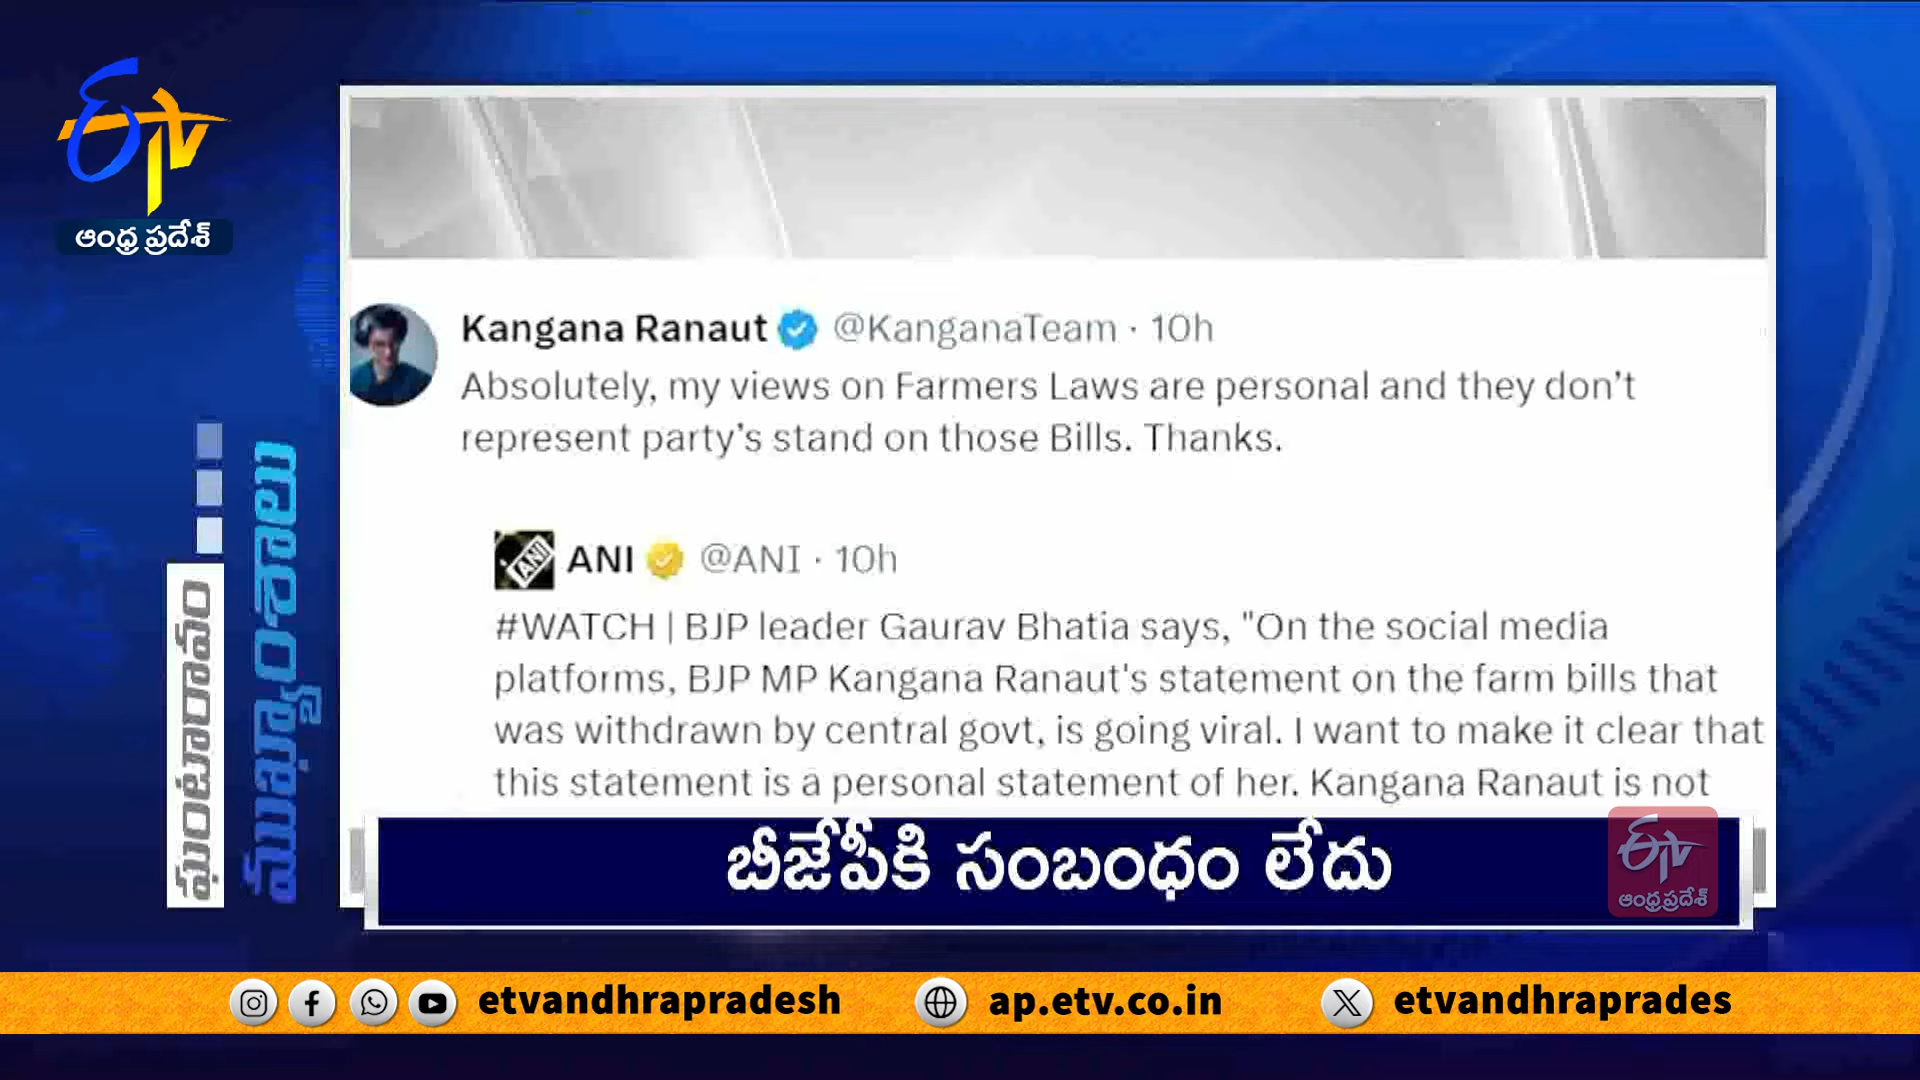 ఈtv
ఆంధ్ర ప్రదేశ్
ఘంటారావం
ముఖ్యాంశాలు
Kangana Ranaut @KanganaTeam · 10h
Absolutely, my views on Farmers Laws are personal and they don't
represent party's stand on those Bills. Thanks.
ANI
ANI @ANI · 10h
#WATCH | BJP leader Gaurav Bhatia says, "On the social media
platforms, BJP MP Kangana Ranaut's statement on the farm bills that
was withdrawn by central govt, is going viral. I want to make it clear that
this statement is a personal statement of her. Kangana Ranaut is not
బీజేపీకి సంబంధం లేదు
ఈtv
ఆంధ్రప్రదేశ్
etvandhrapradesh
ap.etv.co.in
etvandhraprades